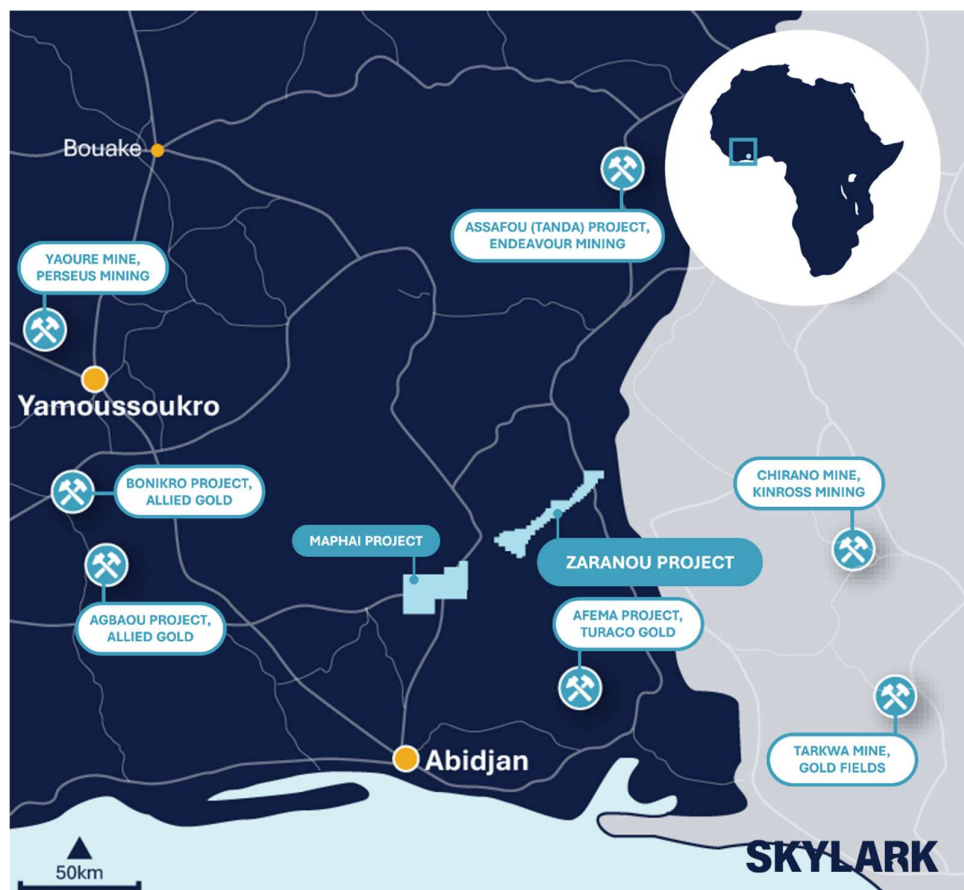 Bouake
ASSAFOU (TANDA) PROJECT,
ENDEAVOUR MINING
YAOURE MINE,
PERSEUS MINING
Yamoussoukro
BONIKRO PROJECT,
ALLIED GOLD
CHIRANO MINE,
KINROSS MINING
MAPHAI PROJECT
ZARANOU PROJECT
AGBAOU PROJECT,
ALLIED GOLD
AFEMA PROJECT,
TURACO GOLD
TARKWA MINE,
GOLD FIELDS
Abidjan
50km
SKYLARK